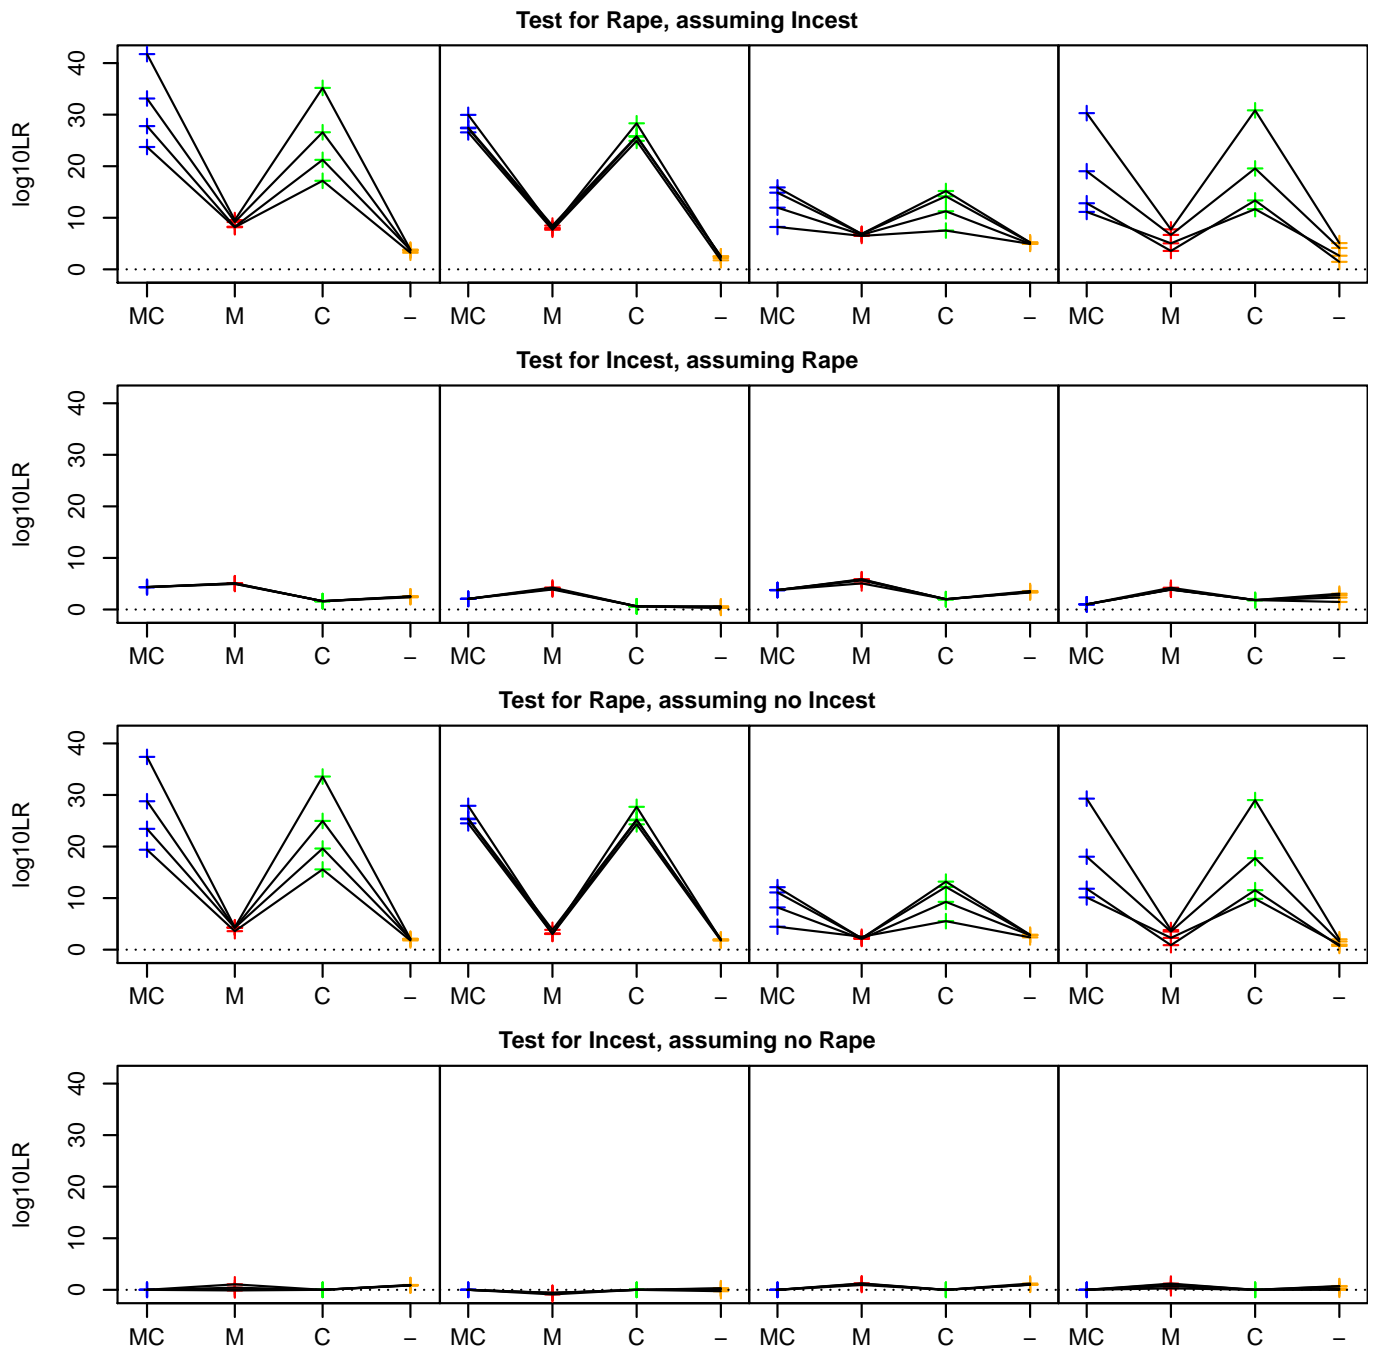 Test for Rape, assuming Incest
log10LR
40
30
20
10
0
MC M C – MC M C – MC M C – MC M C –
Test for Incest, assuming Rape
log10LR
40
30
20
10
0
MC M C – MC M C – MC M C – MC M C –
Test for Rape, assuming no Incest
log10LR
40
30
20
10
0
MC M C – MC M C – MC M C – MC M C –
Test for Incest, assuming no Rape
log10LR
40
30
20
10
0
MC M C – MC M C – MC M C – MC M C –